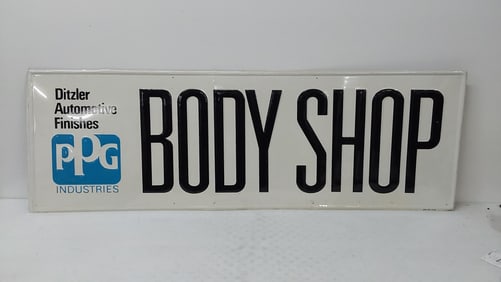 Ditzler
Automotive
Finishes
PPG
INDUSTRIES
BODY SHOP